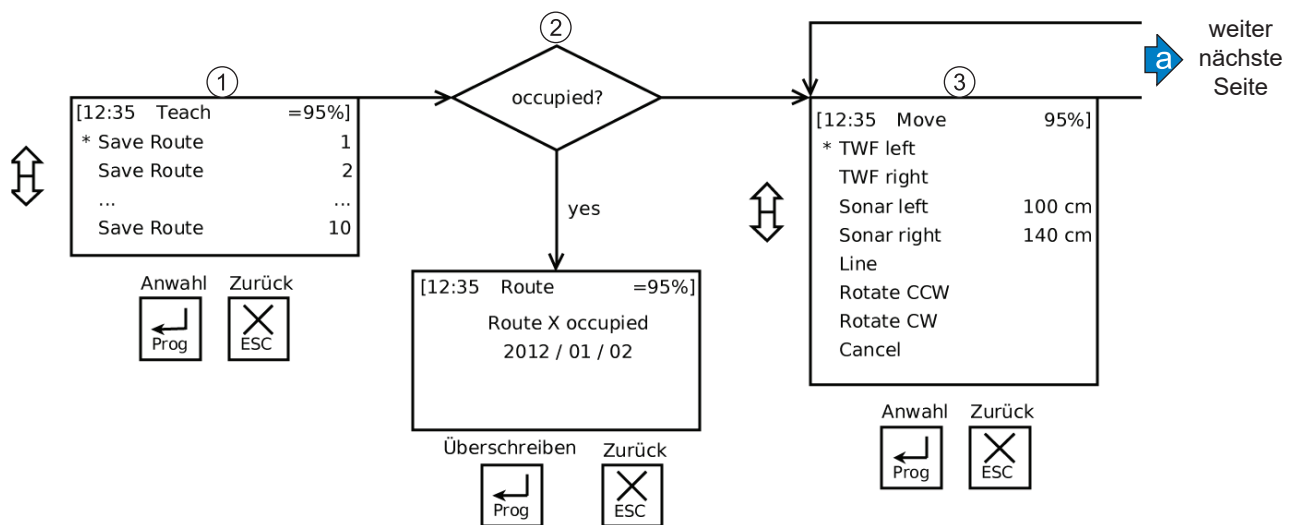 1
[12:35 Teach =95%]
* Save Route 1
Save Route 2
... ...
Save Route 10
Anwahl Zurück
Prog ESC
2
occupied?
yes
[12:35 Route =95%]
Route X occupied
2012 / 01 / 02
Überschreiben Zurück
Prog ESC
3
[12:35 Move 95%]
* TWF left
TWF right
Sonar left 100 cm
Sonar right 140 cm
Line
Rotate CCW
Rotate CW
Cancel
Anwahl Zurück
Prog ESC
a
weiter
nächste
Seite